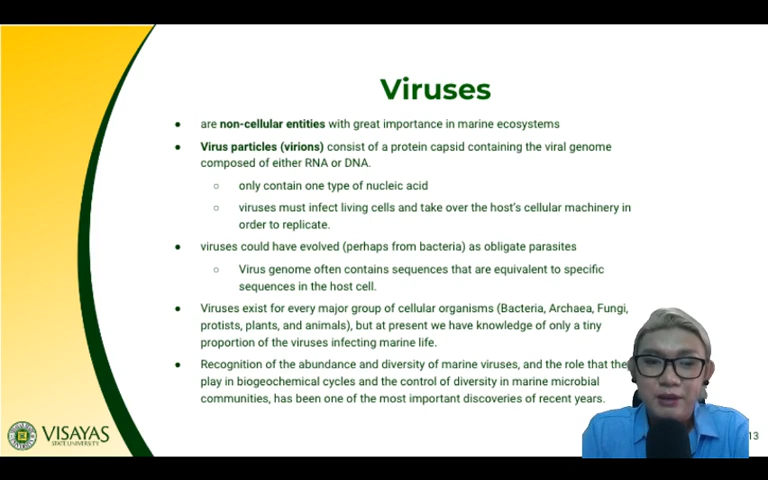 Viruses
● are non-cellular entities with great importance in marine ecosystems
● Virus particles (virions) consist of a protein capsid containing the viral genome
composed of either RNA or DNA.
○ only contain one type of nucleic acid
○ viruses must infect living cells and take over the host's cellular machinery in
order to replicate.
● viruses could have evolved (perhaps from bacteria) as obligate parasites
○ Virus genome often contains sequences that are equivalent to specific
sequences in the host cell.
● Viruses exist for every major group of cellular organisms (Bacteria, Archaea, Fungi,
protists, plants, and animals), but at present we have knowledge of only a tiny
proportion of the viruses infecting marine life.
● Recognition of the abundance and diversity of marine viruses, and the role that the
play in biogeochemical cycles and the control of diversity in marine microbial
communities, has been one of the most important discoveries of recent years.
VISAYAS
STATE UNIVERSITY
13